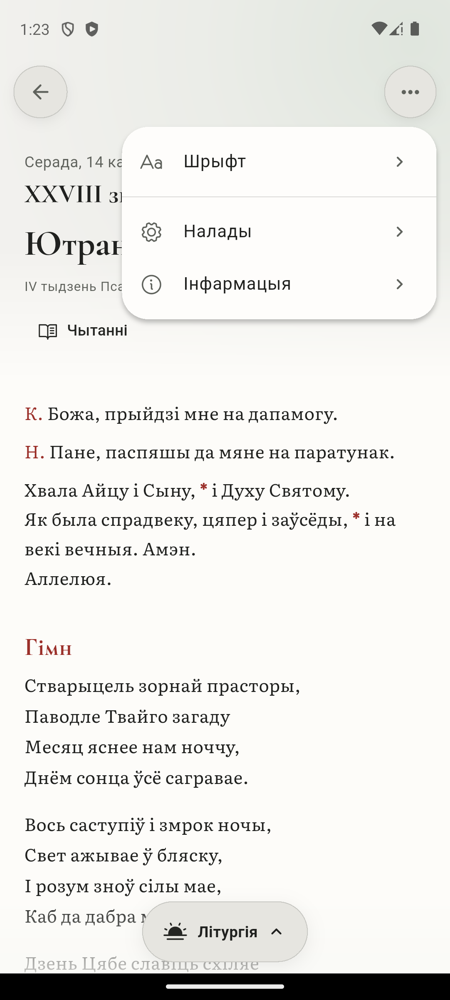 1:23
Серада, 14 ка
Шрыфт
XXVIII
Ютран
Налады
IV тыдзень Пса
Інфармацыя
Чытанні
К. Божа, прыйдзі мне на дапамогу.
Н. Пане, паспяшы да мяне на паратунак.
Хвала Айцу і Сыну, * і Духу Святому.
Як была спрадвеку, цяпер і заўсёды, * і на
векі вечныя. Амэн.
Аллелюя.
Гімн
Стварыцель зорнай прасторы,
Паводле Твайго загаду
Месяц яснее нам ноччу,
Днём сонца ўсё сагравае.
Вось саступіў і змрок ночы,
Свет ажывае ў бляску,
І розум зноў сілы мае,
Каб да дабра
Літургія
Дзень Цябе славіць схіляе